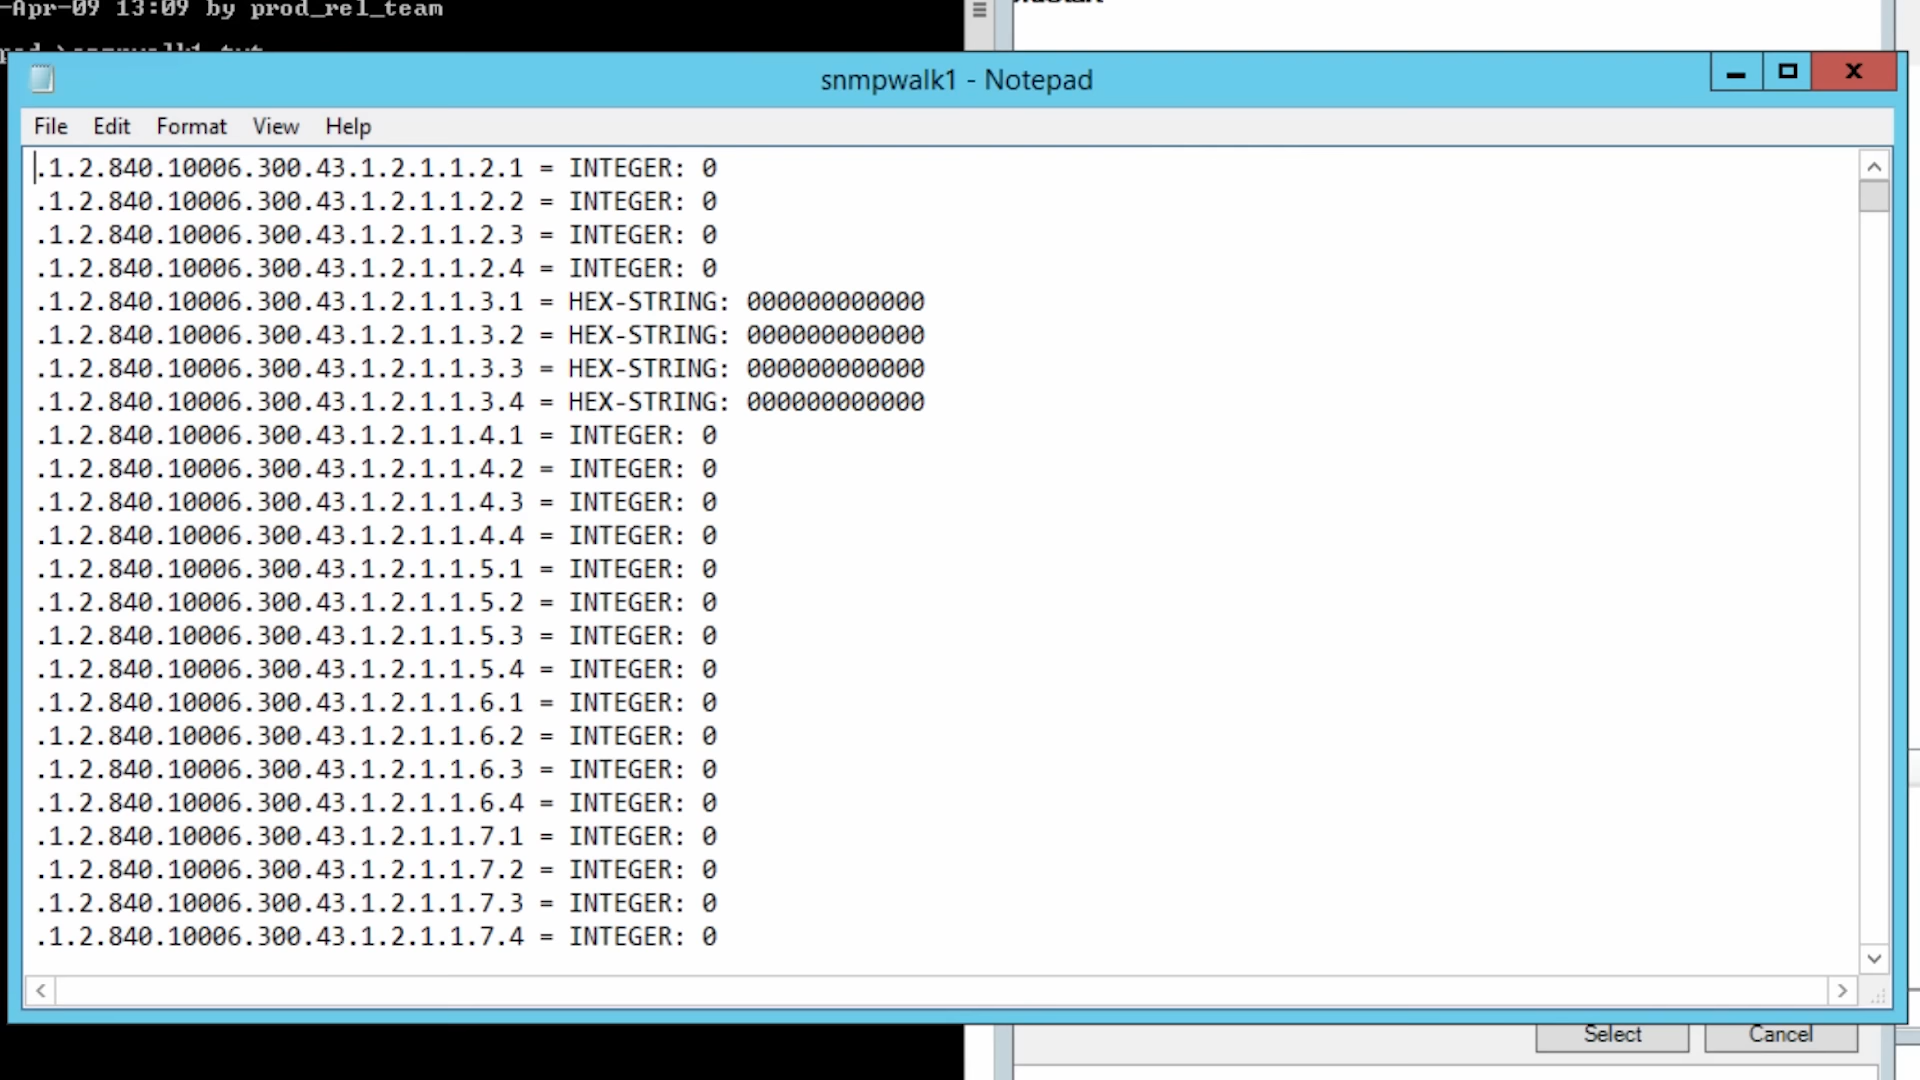 -Apr-09 13:09 by prod_rel_team
snmpwalk1 - Notepad
File Edit Format View Help
.1.2.840.10006.300.43.1.2.1.1.2.1 = INTEGER: 0
.1.2.840.10006.300.43.1.2.1.1.2.2 = INTEGER: 0
.1.2.840.10006.300.43.1.2.1.1.2.3 = INTEGER: 0
.1.2.840.10006.300.43.1.2.1.1.2.4 = INTEGER: 0
.1.2.840.10006.300.43.1.2.1.1.3.1 = HEX-STRING: 000000000000
.1.2.840.10006.300.43.1.2.1.1.3.2 = HEX-STRING: 000000000000
.1.2.840.10006.300.43.1.2.1.1.3.3 = HEX-STRING: 000000000000
.1.2.840.10006.300.43.1.2.1.1.3.4 = HEX-STRING: 000000000000
.1.2.840.10006.300.43.1.2.1.1.4.1 = INTEGER: 0
.1.2.840.10006.300.43.1.2.1.1.4.2 = INTEGER: 0
.1.2.840.10006.300.43.1.2.1.1.4.3 = INTEGER: 0
.1.2.840.10006.300.43.1.2.1.1.4.4 = INTEGER: 0
.1.2.840.10006.300.43.1.2.1.1.5.1 = INTEGER: 0
.1.2.840.10006.300.43.1.2.1.1.5.2 = INTEGER: 0
.1.2.840.10006.300.43.1.2.1.1.5.3 = INTEGER: 0
.1.2.840.10006.300.43.1.2.1.1.5.4 = INTEGER: 0
.1.2.840.10006.300.43.1.2.1.1.6.1 = INTEGER: 0
.1.2.840.10006.300.43.1.2.1.1.6.2 = INTEGER: 0
.1.2.840.10006.300.43.1.2.1.1.6.3 = INTEGER: 0
.1.2.840.10006.300.43.1.2.1.1.6.4 = INTEGER: 0
.1.2.840.10006.300.43.1.2.1.1.7.1 = INTEGER: 0
.1.2.840.10006.300.43.1.2.1.1.7.2 = INTEGER: 0
.1.2.840.10006.300.43.1.2.1.1.7.3 = INTEGER: 0
.1.2.840.10006.300.43.1.2.1.1.7.4 = INTEGER: 0
Select Cancel